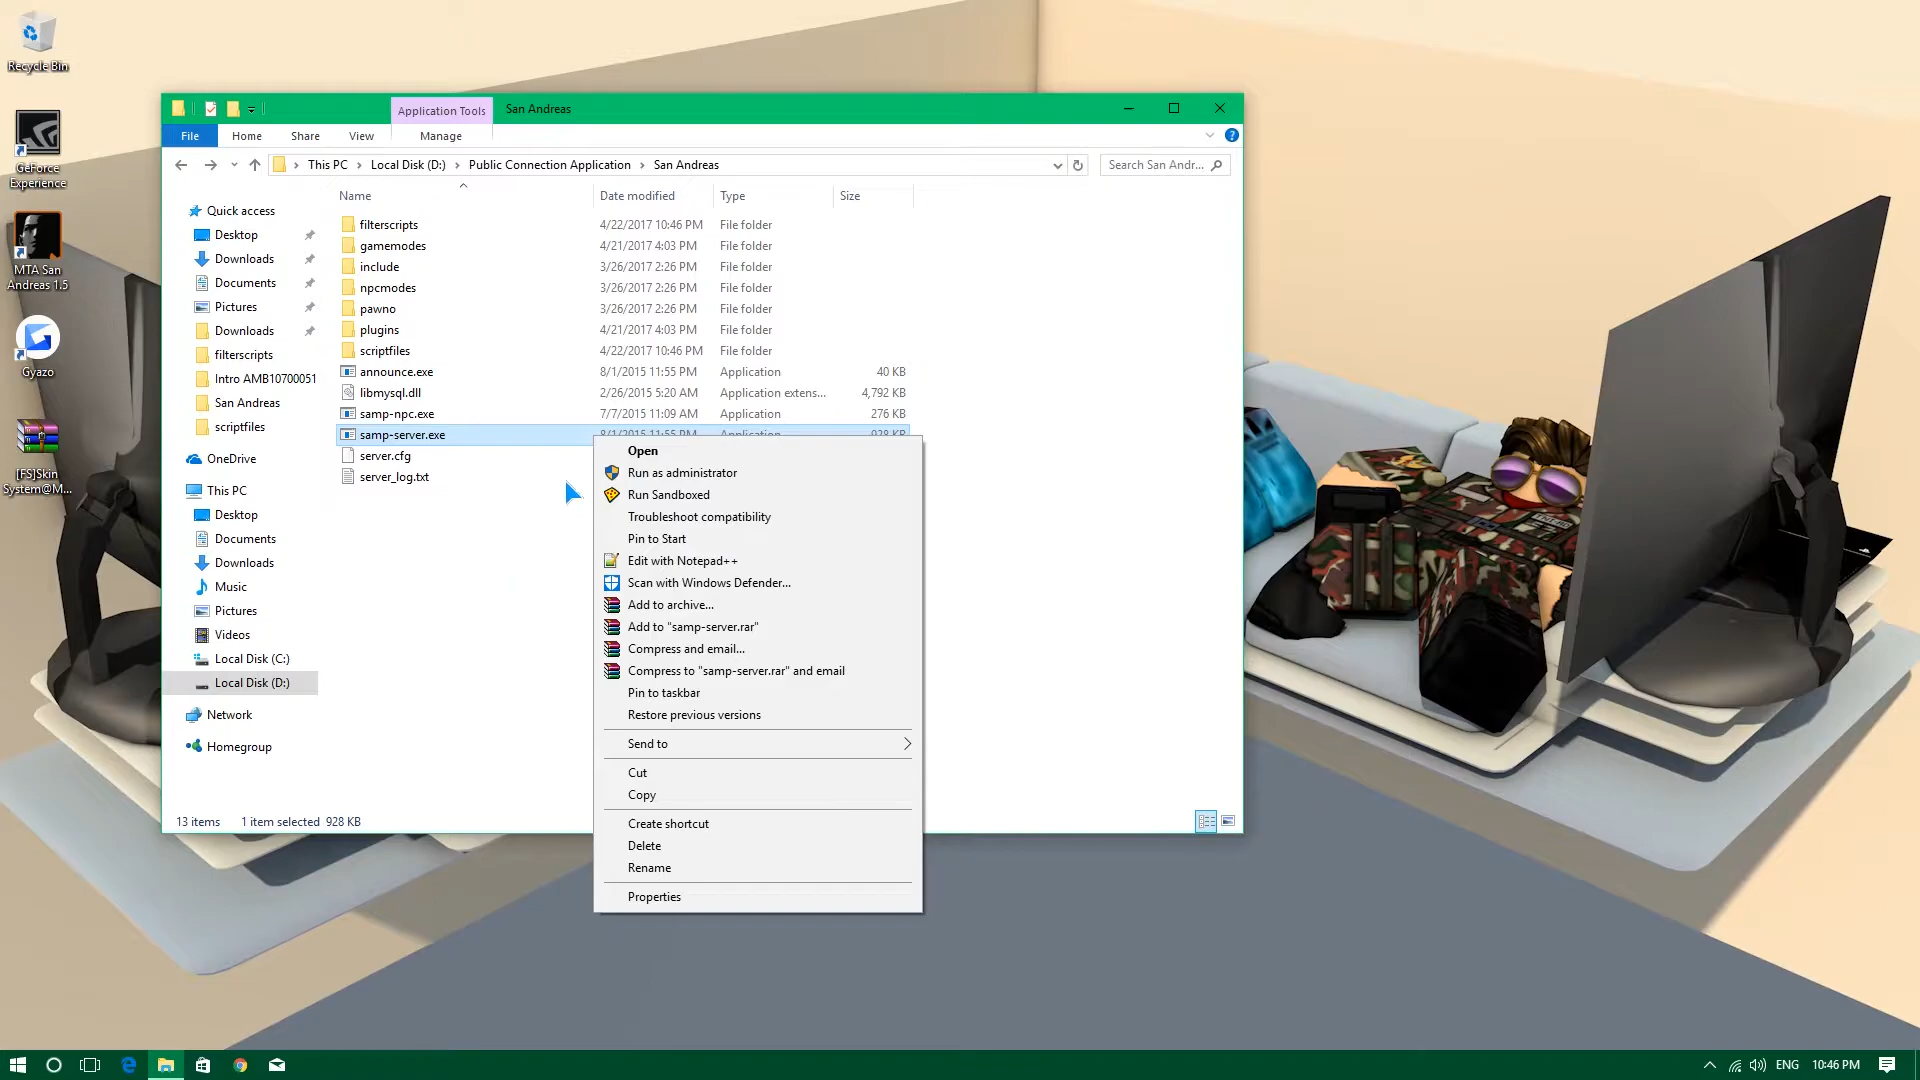 Recycle Bin
GeForce
Experience
MTA San
Andreas 1.5
Gyazo
[FS]Skin
System@M...
Application Tools
San Andreas
File
Home
Share
View
Manage
This PC
Local Disk (D:)
Public Connection Application
San Andreas
Search San Andr...
Name
Date modified
Type
Size
Quick access
Desktop
Downloads
Documents
Pictures
Downloads
filterscripts
Intro AMB10700051
San Andreas
scriptfiles
OneDrive
This PC
Desktop
Documents
Downloads
Music
Pictures
Videos
Local Disk (C:)
Local Disk (D:)
Network
Homegroup
filterscripts 4/22/2017 10:46 PM File folder
gamemodes 4/21/2017 4:03 PM File folder
include 3/26/2017 2:26 PM File folder
npcmodes 3/26/2017 2:26 PM File folder
pawno 3/26/2017 2:26 PM File folder
plugins 4/21/2017 4:03 PM File folder
scriptfiles 4/22/2017 10:46 PM File folder
announce.exe 8/1/2015 11:55 PM Application 40 KB
libmysql.dll 2/26/2015 5:20 AM Application extens... 4,792 KB
samp-npc.exe 7/7/2015 11:09 AM Application 276 KB
samp-server.exe 8/1/2015 11:55 PM Application 928 KB
server.cfg
server_log.txt
Open
Run as administrator
Run Sandboxed
Troubleshoot compatibility
Pin to Start
Edit with Notepad++
Scan with Windows Defender...
Add to archive...
Add to "samp-server.rar"
Compress and email...
Compress to "samp-server.rar" and email
Pin to taskbar
Restore previous versions
Send to
Cut
Copy
Create shortcut
Delete
Rename
Properties
13 items 1 item selected 928 KB
ENG
10:46 PM